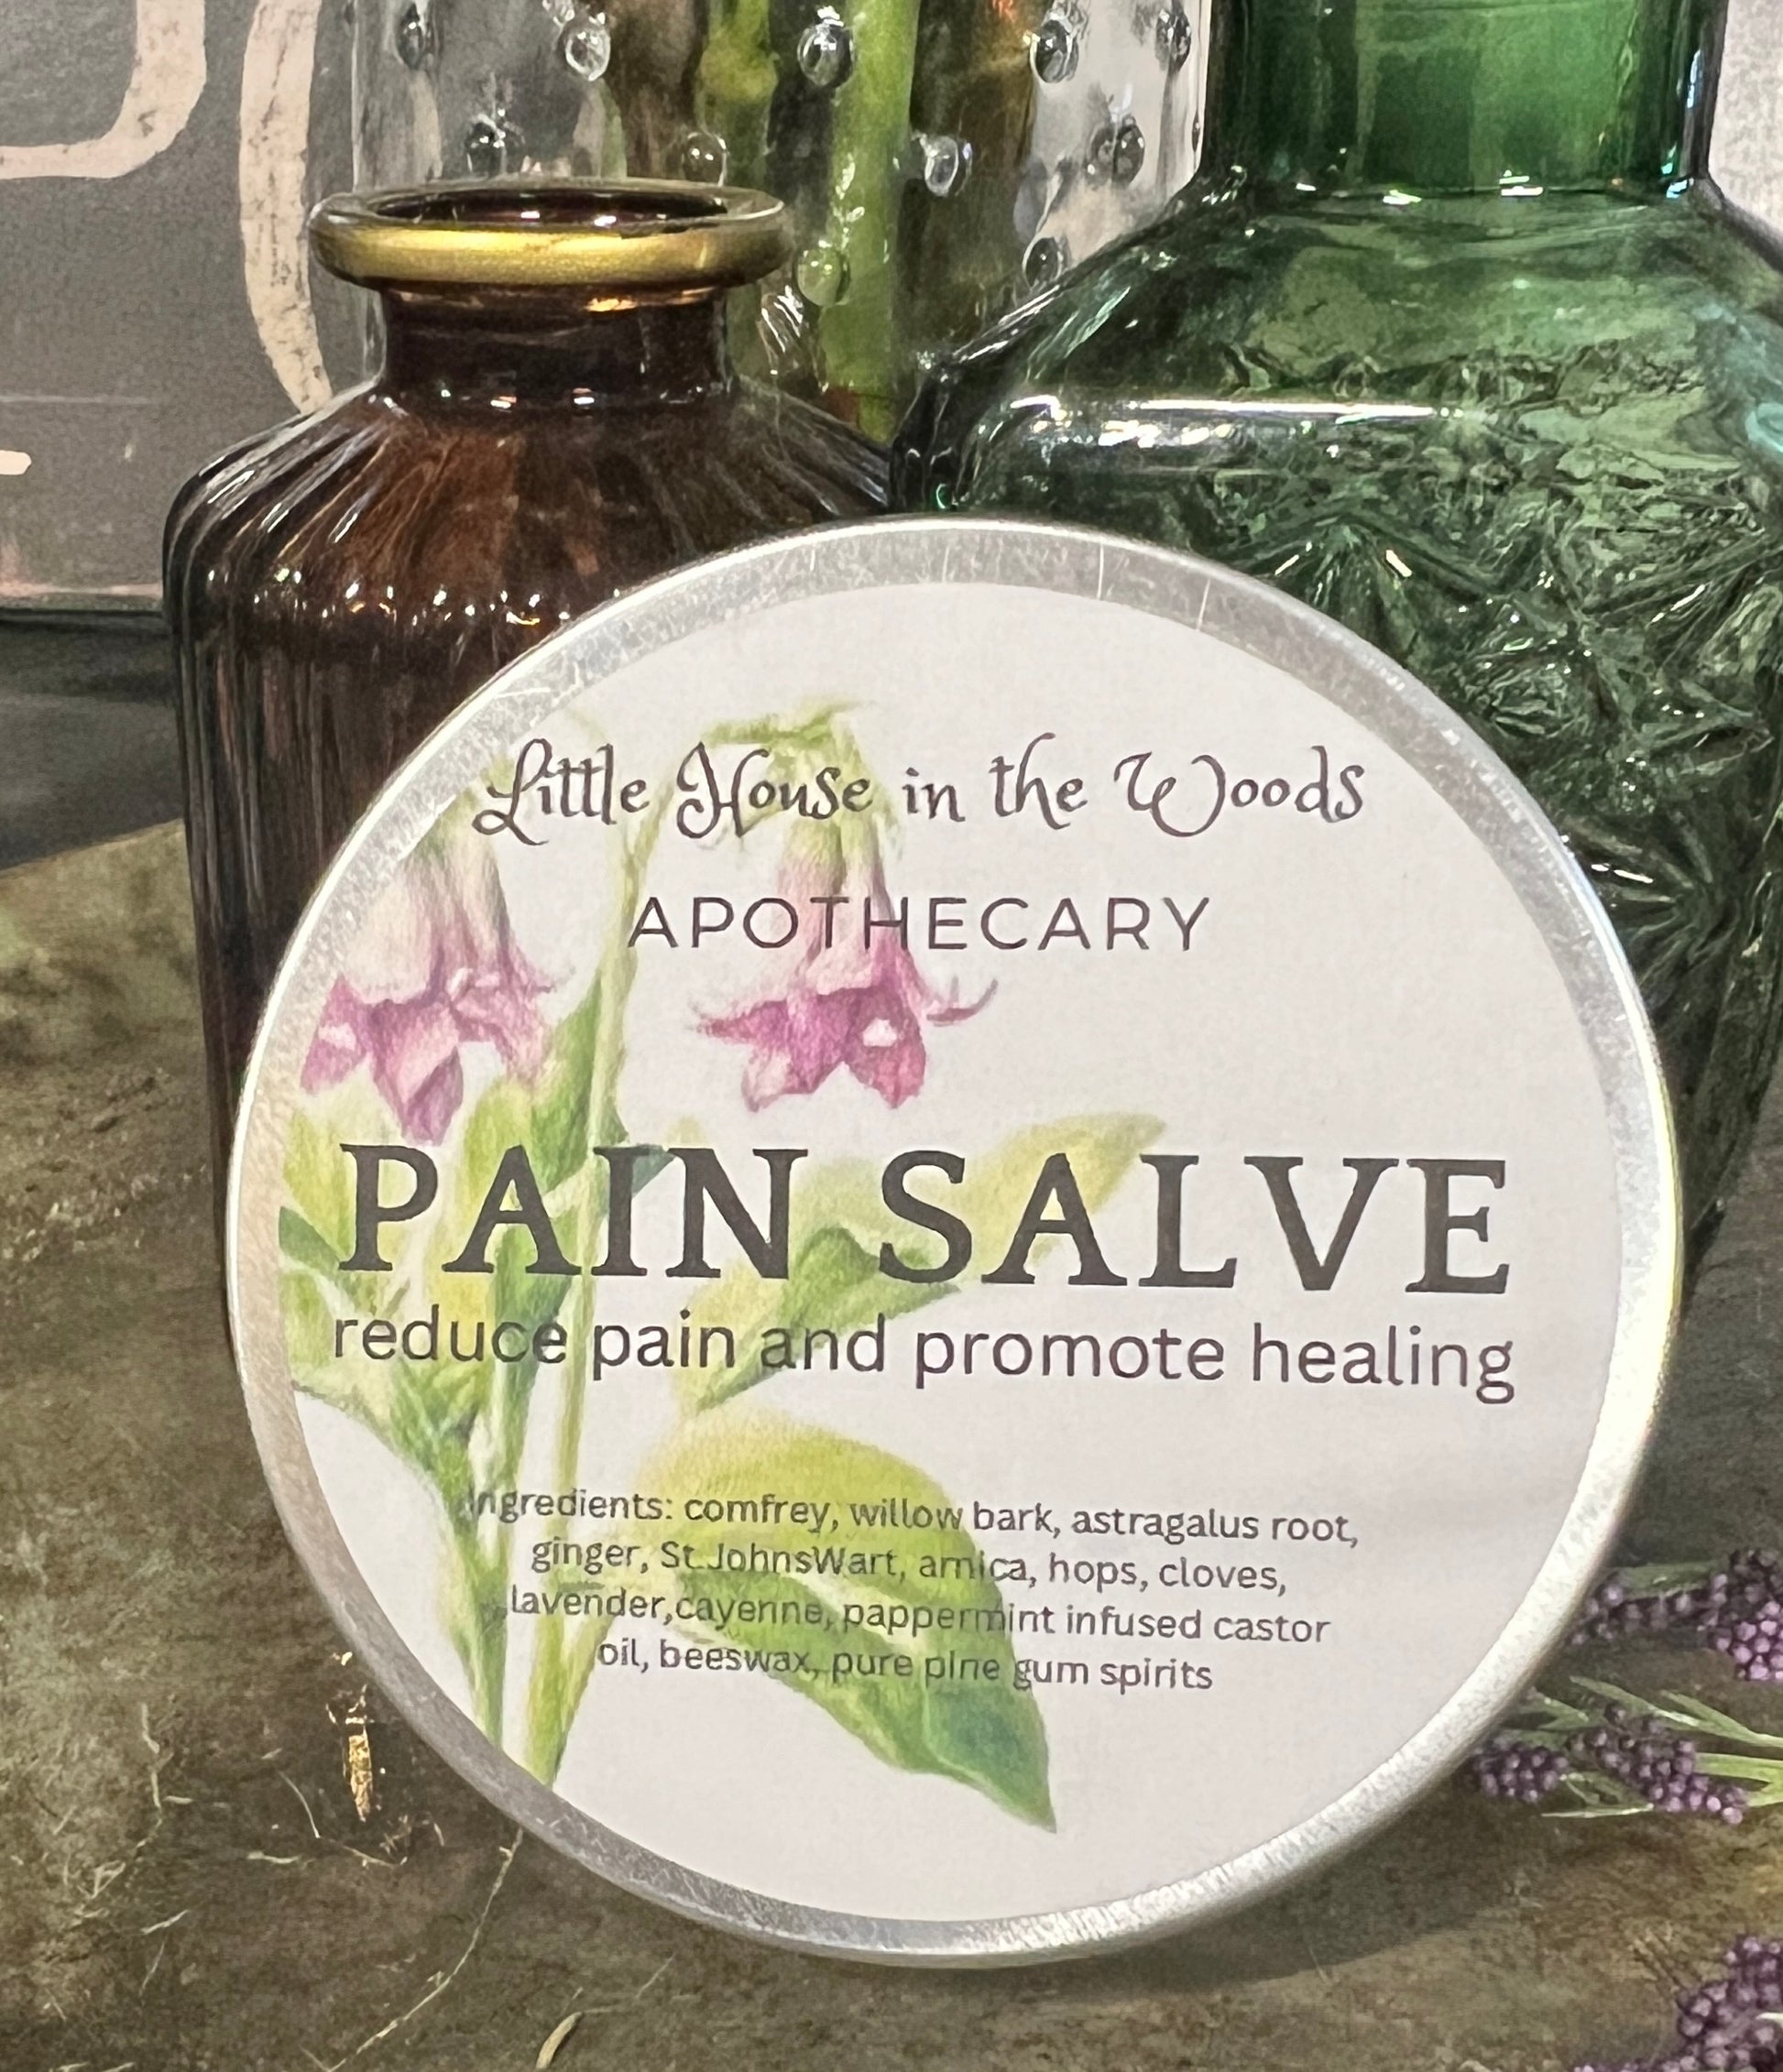 Little House in the Woods
APOTHECARY
PAIN SALVE
reduce pain and promote healing
Ingredients: comfrey, willow bark, astragalus root,
ginger, St.JohnsWart, arnica, hops, cloves,
lavender,cayenne, pappermint infused castor
oil, beeswax, pure pine gum spirits